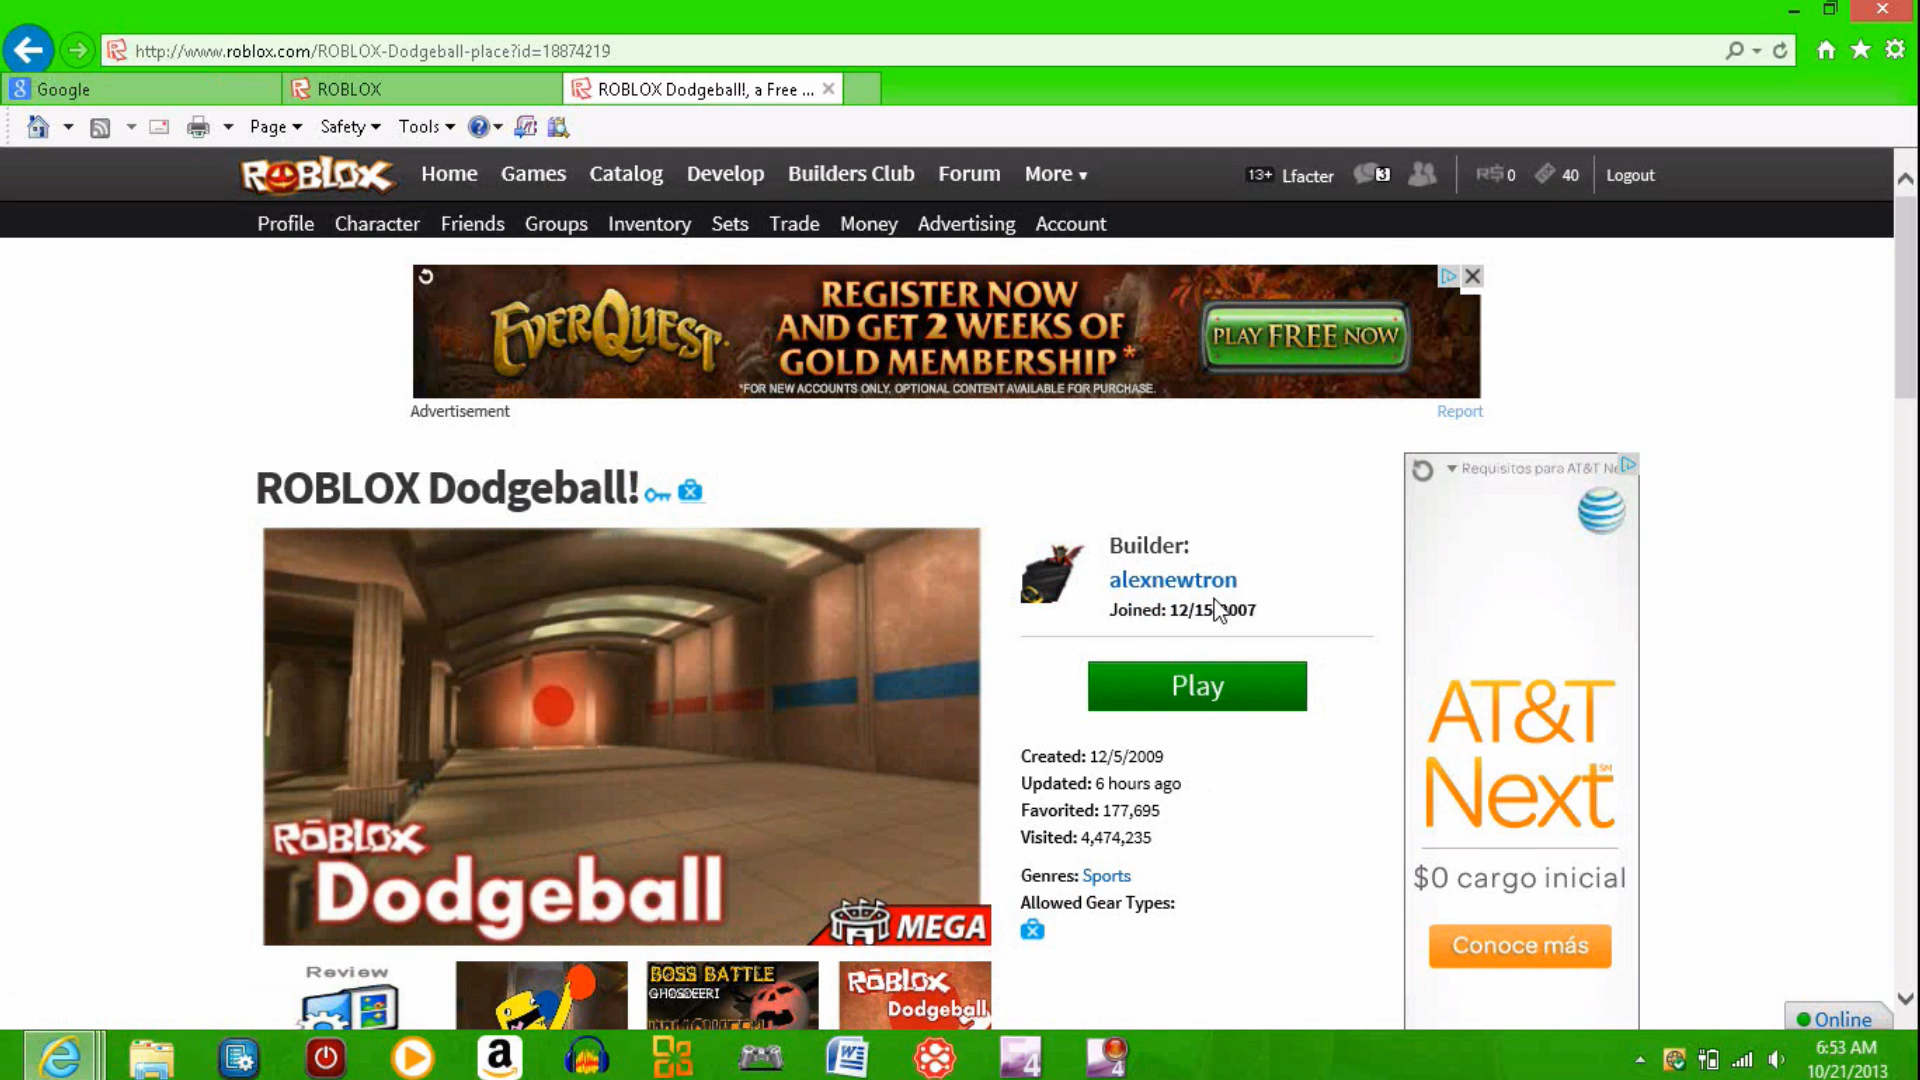 http://www.roblox.com/ROBLOX-Dodgeball-place?id=18874219
Google
ROBLOX
ROBLOX Dodgeball!, a Free ...
Page
Safety
Tools
ROBLOX
Home
Games
Catalog
Develop
Builders Club
Forum
More
13+ Lfacter
3
R$ 0
40
Logout
Profile
Character
Friends
Groups
Inventory
Sets
Trade
Money
Advertising
Account
EVERQUEST
REGISTER NOW
AND GET 2 WEEKS OF
GOLD MEMBERSHIP*
*FOR NEW ACCOUNTS ONLY. OPTIONAL CONTENT AVAILABLE FOR PURCHASE.
PLAY FREE NOW
Advertisement
Report
ROBLOX Dodgeball!
Builder:
alexnewtron
Joined: 12/15/2007
Play
Created: 12/5/2009
Updated: 6 hours ago
Favorited: 177,695
Visited: 4,474,235
Genres: Sports
Allowed Gear Types:
ROBLOX
Dodgeball
MEGA
Review
BOSS BATTLE
GHOSDEERI
ROBLOX
Dodgeball
Requisitos para AT&T Ne
AT&T
Next
SM
$0 cargo inicial
Conoce más
Online
6:53 AM
10/21/2013